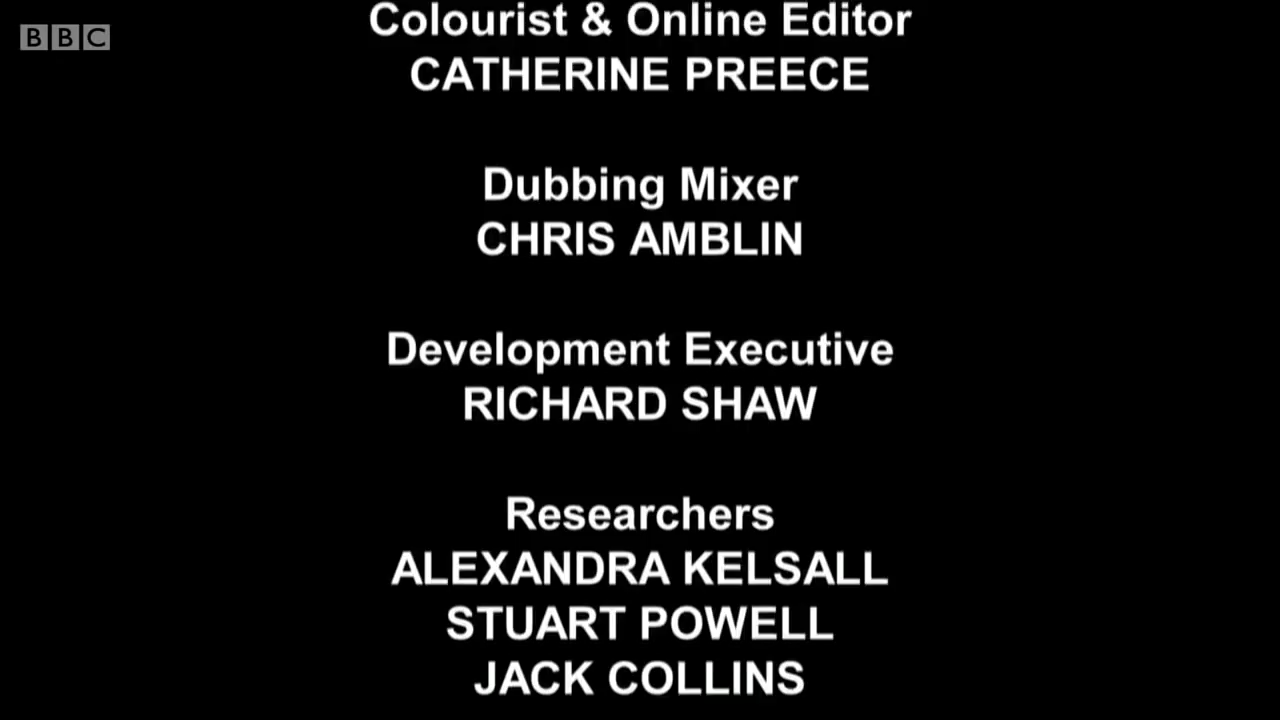 BBC
Colourist & Online Editor
CATHERINE PREECE
Dubbing Mixer
CHRIS AMBLIN
Development Executive
RICHARD SHAW
Researchers
ALEXANDRA KELSALL
STUART POWELL
JACK COLLINS